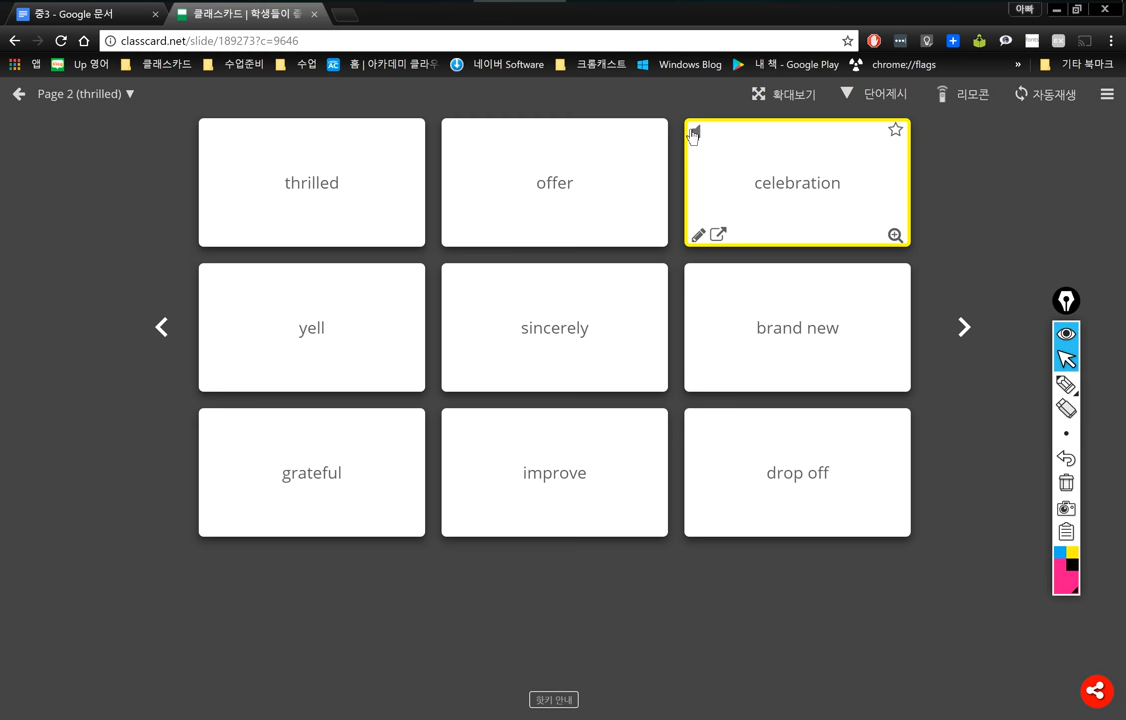 중3 - Google 문서
클래스카드 | 학생들이 좋
아빠
classcard.net/slide/189273?c=9646
앱
Up 영어
클래스카드
수업준비
수업
홈 | 아카데미 클라우
네이버 Software
크롬캐스트
Windows Blog
내 책 - Google Play
chrome://flags
»
기타 북마크
Page 2 (thrilled) ▼
확대보기
단어제시
리모콘
자동재생
thrilled
offer
celebration
yell
sincerely
brand new
grateful
improve
drop off
핫키 안내